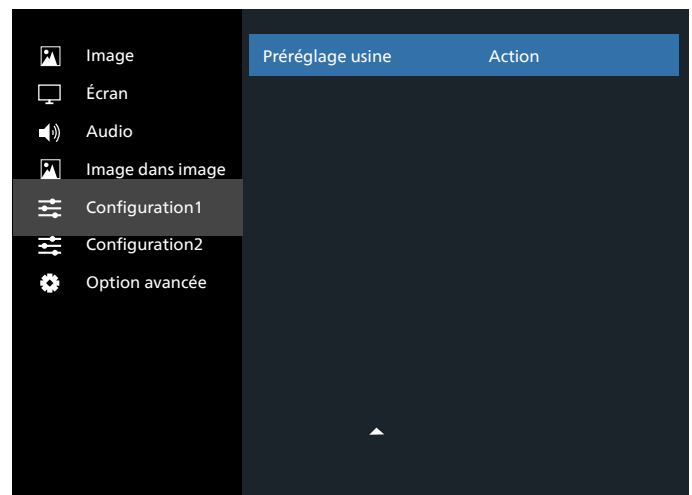 Image
Préréglage usine Action
Écran
Audio
Image dans image
Configuration1
Configuration2
Option avancée